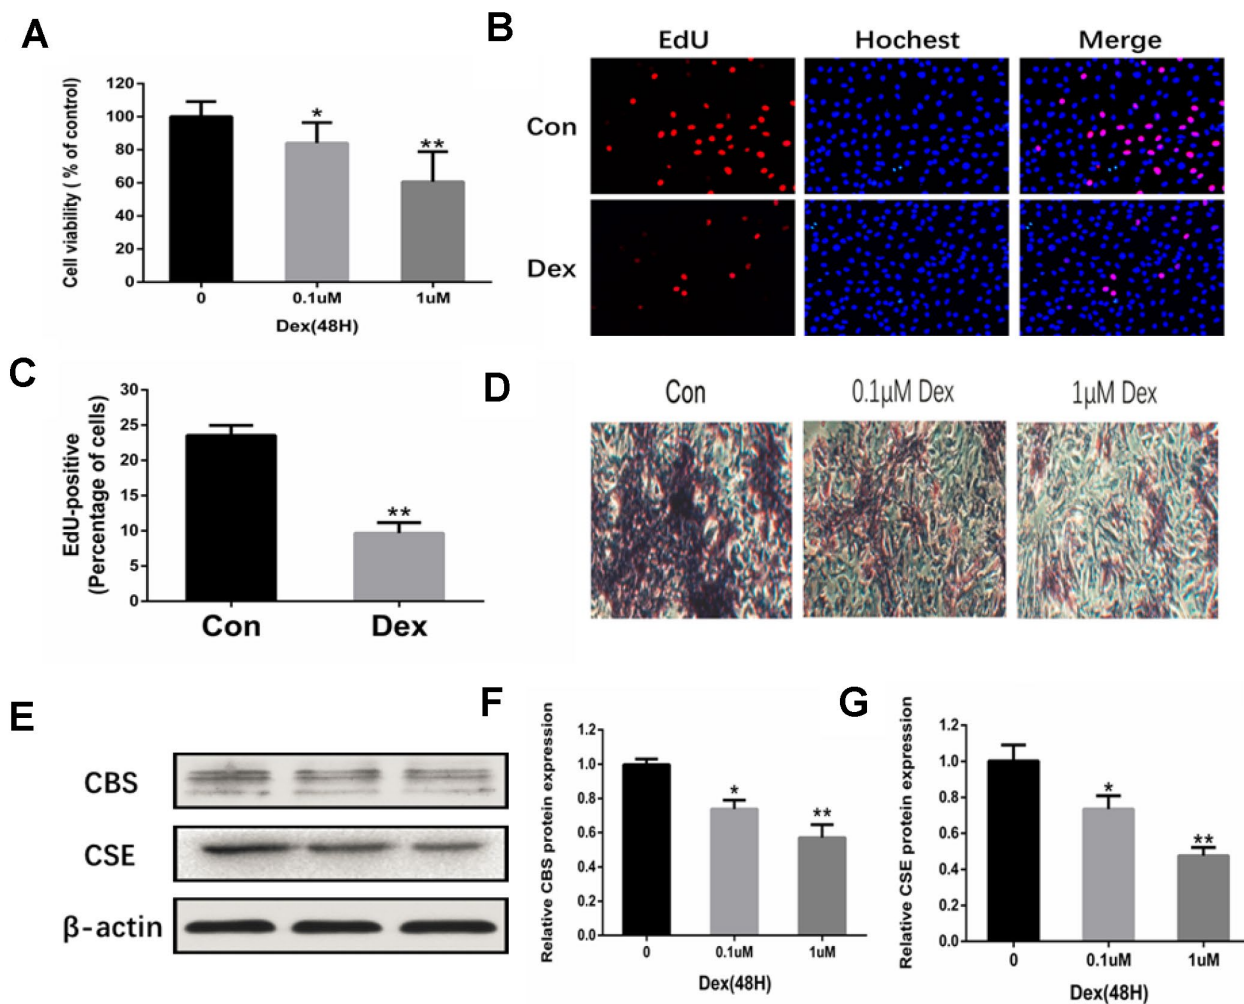 A
Cell viability ( % of control)
120
100
80
60
40
20
0
*
**
0 0.1uM 1uM
Dex(48H)
B
EdU Hochest Merge
Con
Dex
C
EdU-positive
(Percentage of cells)
30
25
20
15
10
5
0
**
Con Dex
D
Con 0.1μM Dex 1μM Dex
E
CBS
CSE
β-actin
F
Relative CBS protein expression
1.2
1.0
0.8
0.6
0.4
0.2
0.0
*
**
0 0.1uM 1uM
Dex(48H)
G
Relative CSE protein expression
1.2
1.0
0.8
0.6
0.4
0.2
0.0
*
**
0 0.1uM 1uM
Dex(48H)